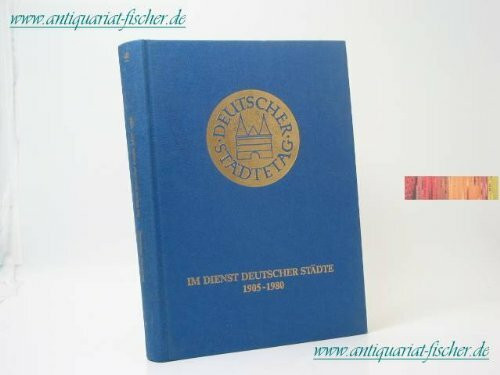 www.antiquariat-fischer.de
DEUTSCHER
STÄDTETAG
IM DIENST DEUTSCHER STÄDTE
1905-1980
www.antiquariat-fischer.de